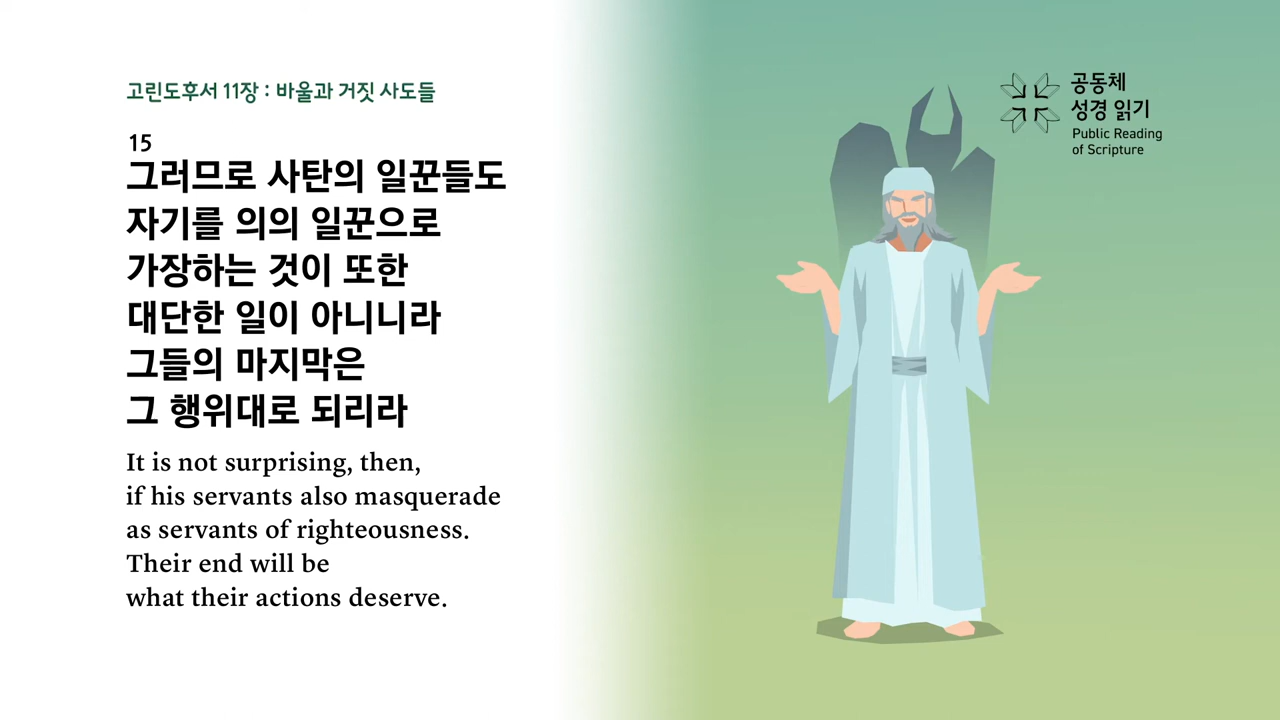 고린도후서 11장 : 바울과 거짓 사도들
15
그러므로 사탄의 일꾼들도
자기를 의의 일꾼으로
가장하는 것이 또한
대단한 일이 아니니라
그들의 마지막은
그 행위대로 되리라
It is not surprising, then,
if his servants also masquerade
as servants of righteousness.
Their end will be
what their actions deserve.
공동체
성경 읽기
Public Reading
of Scripture